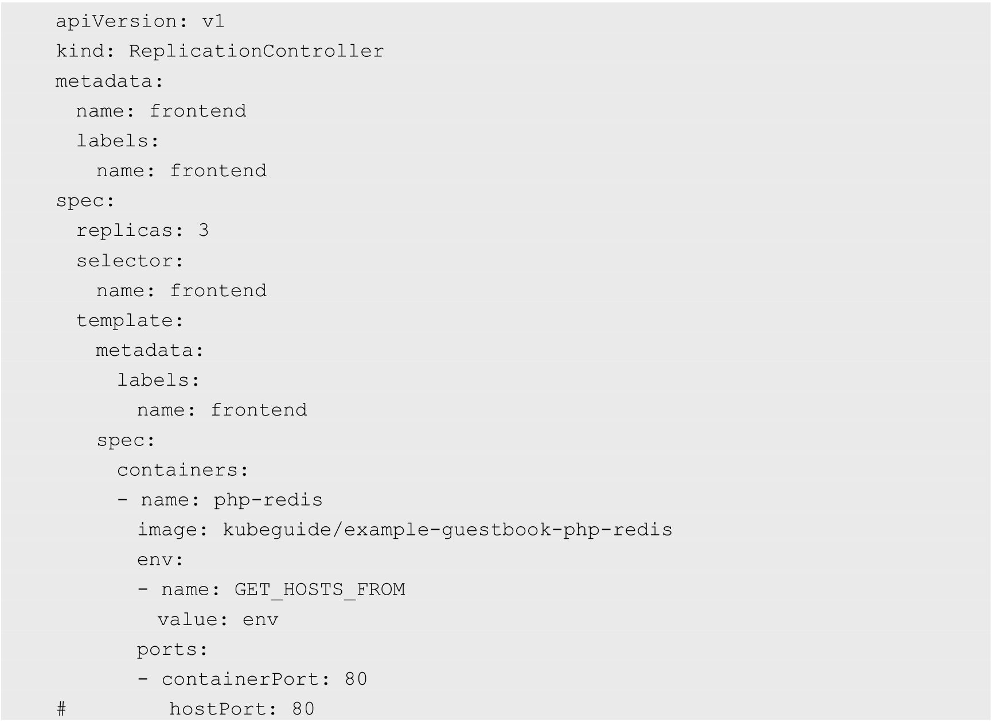 apiVersion: v1
kind: ReplicationController
metadata:
  name: frontend
  labels:
    name: frontend
spec:
  replicas: 3
  selector:
    name: frontend
  template:
    metadata:
      labels:
        name: frontend
    spec:
      containers:
      - name: php-redis
        image: kubeguide/example-guestbook-php-redis
        env:
        - name: GET_HOSTS_FROM
          value: env
        ports:
        - containerPort: 80
#          hostPort: 80